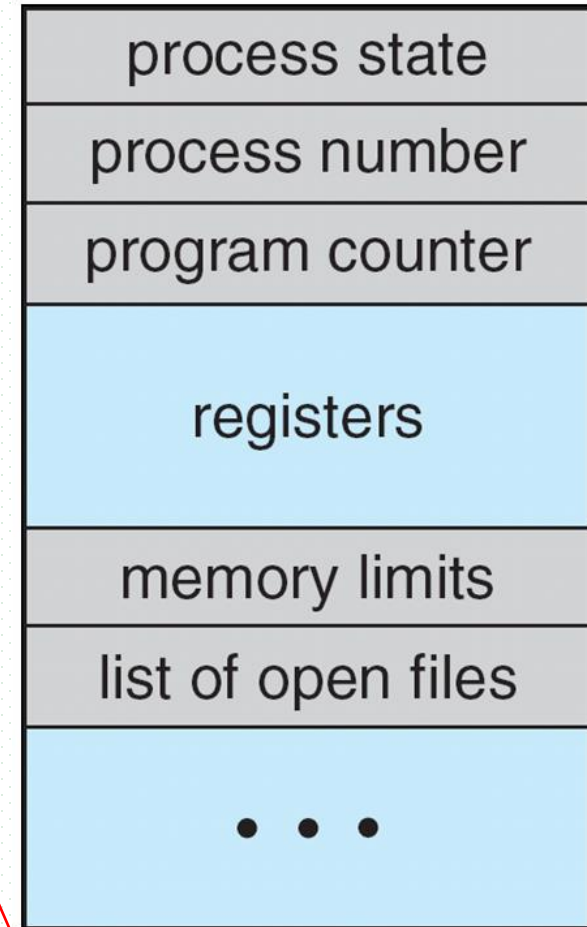 process state
process number
program counter
registers
memory limits
list of open files
• • •